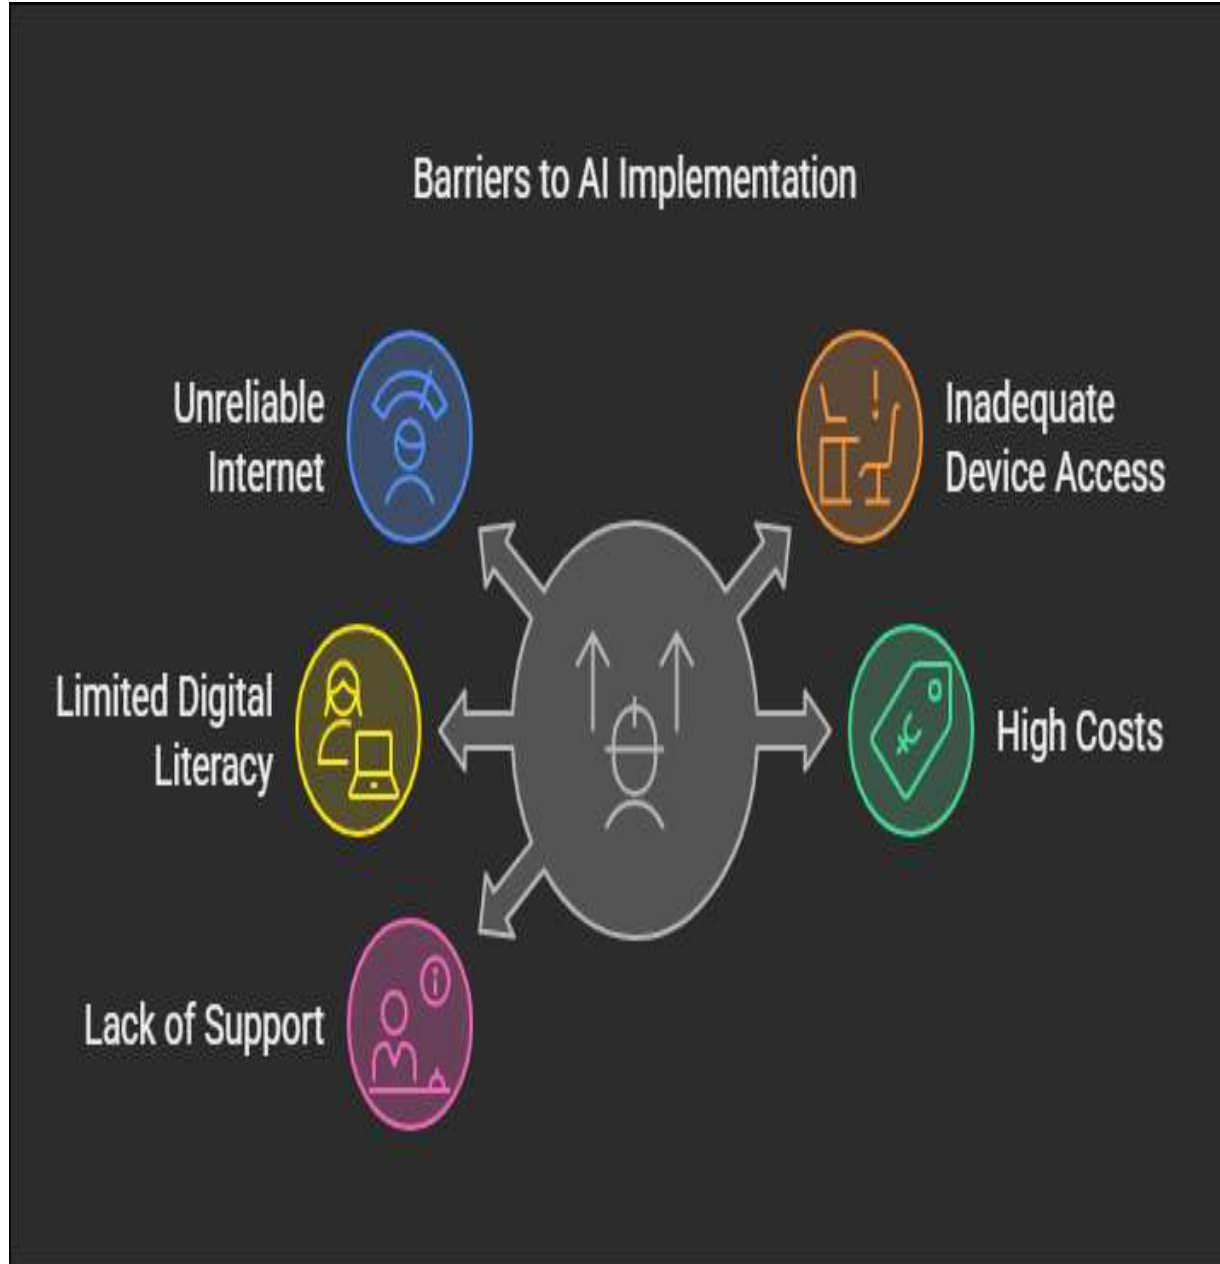 Barriers to AI Implementation
Unreliable
Internet
Inadequate
Device Access
Limited Digital
Literacy
High Costs
Lack of Support